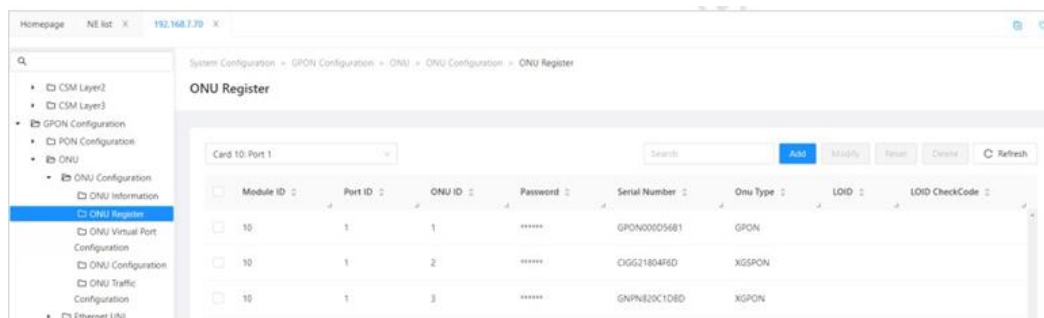 Homepage
NE list X
192.168.7.70 X
System Configuration > GPON Configuration > ONU > ONU Configuration > ONU Register
ONU Register
CSM Layer2
CSM Layer3
GPON Configuration
PON Configuration
ONU
ONU Configuration
ONU Information
ONU Register
ONU Virtual Port
Configuration
ONU Configuration
ONU Traffic
Configuration
Ethernet UNI
Card 10: Port 1
Search
Add
Modify
Reset
Delete
Refresh
Module ID Port ID ONU ID Password Serial Number Onu Type LOID LOID CheckCode
10 1 1 ****** GPON000D56B1 GPON
10 1 2 ****** CIGG21804F6D XGSPON
10 1 3 ****** GNPN820C1DBD XGPON